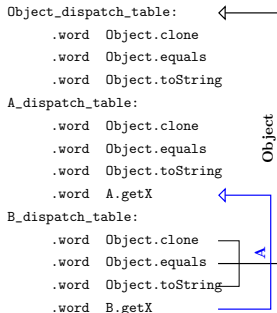 Object_dispatch_table:
.word Object.clone
.word Object.equals
.word Object.toString
A_dispatch_table:
.word Object.clone
.word Object.equals
.word Object.toString
.word A.getX
B_dispatch_table:
.word Object.clone
.word Object.equals
.word Object.toString
.word B.getX
Object
A